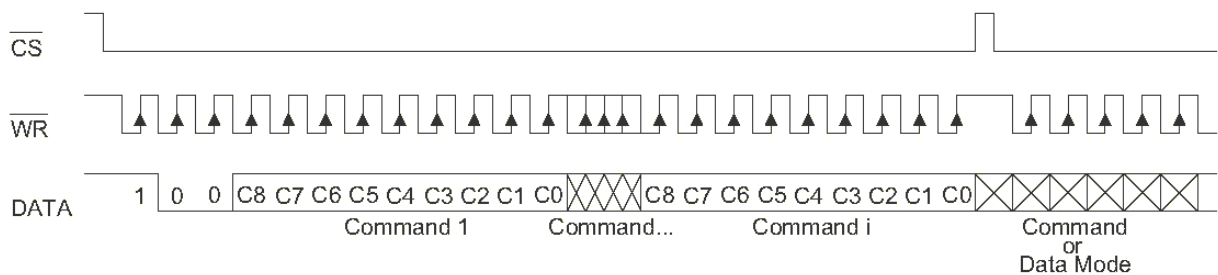 CS
WR
DATA 1 0 0 C8 C7 C6 C5 C4 C3 C2 C1 C0 C8 C7 C6 C5 C4 C3 C2 C1 C0
Command 1 Command... Command i Command
or
Data Mode